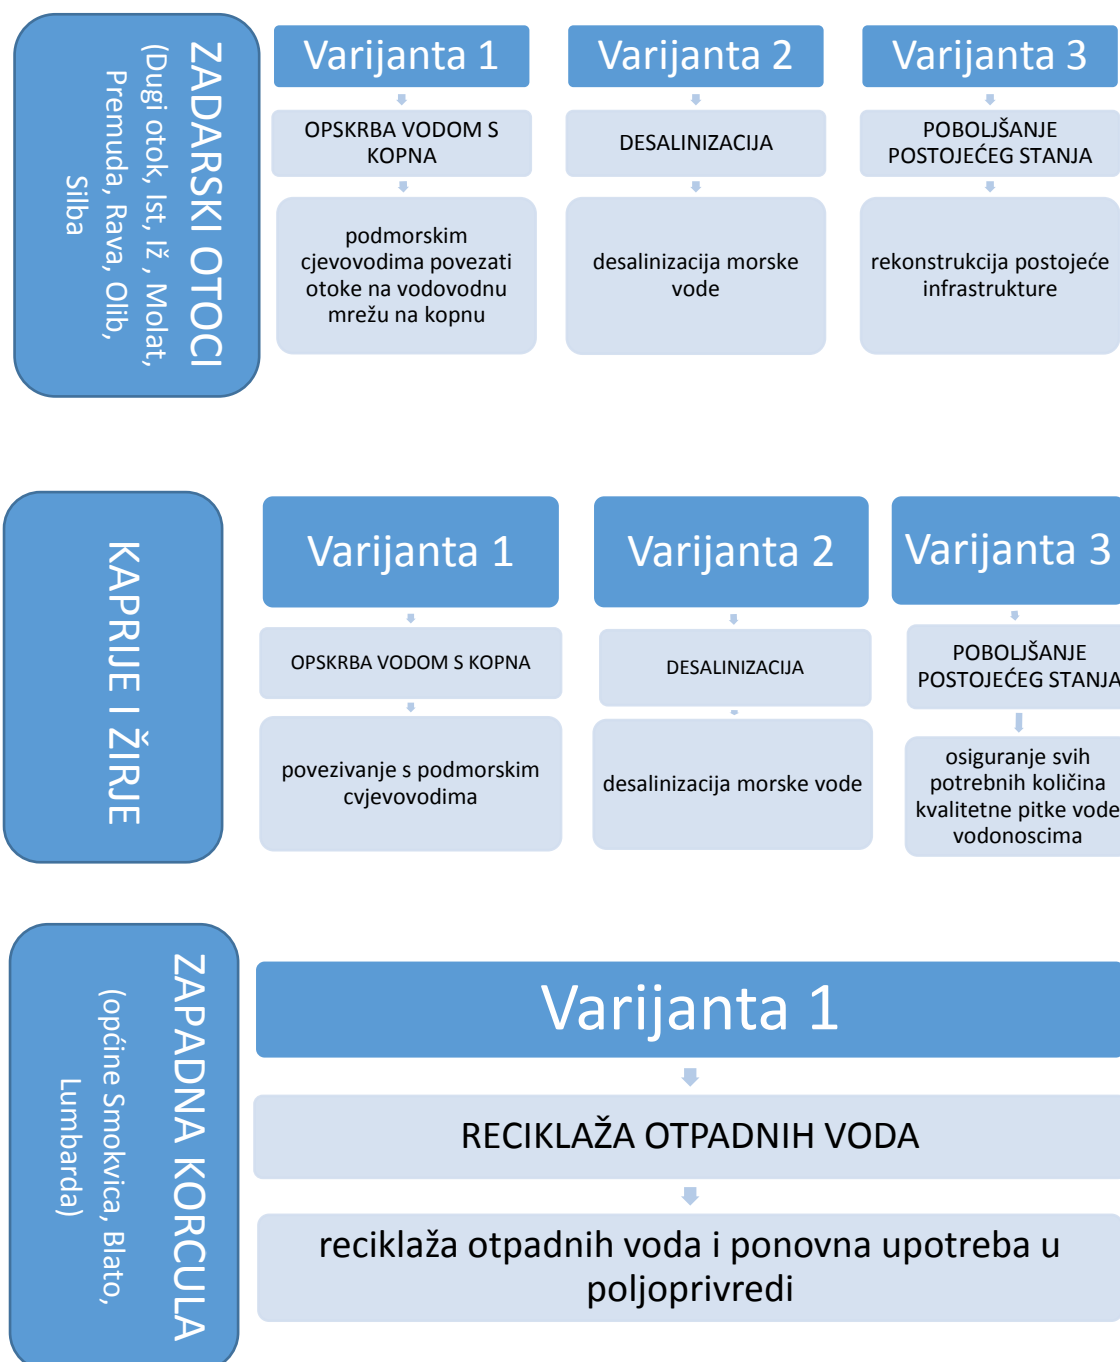 ZADARSKI OTOCI
(Dugi otok, Ist, Iž , Molat,
Premuda, Rava, Olib,
Silba
Varijanta 1
OPSKRBA VODOM S
KOPNA
podmorskim
cjevovodima povezati
otoke na vodovodnu
mrežu na kopnu
Varijanta 2
DESALINIZACIJA
desalinizacija morske
vode
Varijanta 3
POBOLJŠANJE
POSTOJEĆEG STANJA
rekonstrukcija postojeće
infrastrukture
KAPRIJE I ŽIRJE
Varijanta 1
OPSKRBA VODOM S KOPNA
povezivanje s podmorskim
cvjevovodima
Varijanta 2
DESALINIZACIJA
desalinizacija morske vode
Varijanta 3
POBOLJŠANJE
POSTOJEĆEG STANJA
osiguranje svih
potrebnih količina
kvalitetne pitke vode
vodonoscima
ZAPADNA KORCULA
(općine Smokvica, Blato,
Lumbarda)
Varijanta 1
RECIKLAŽA OTPADNIH VODA
reciklaža otpadnih voda i ponovna upotreba u
poljoprivredi